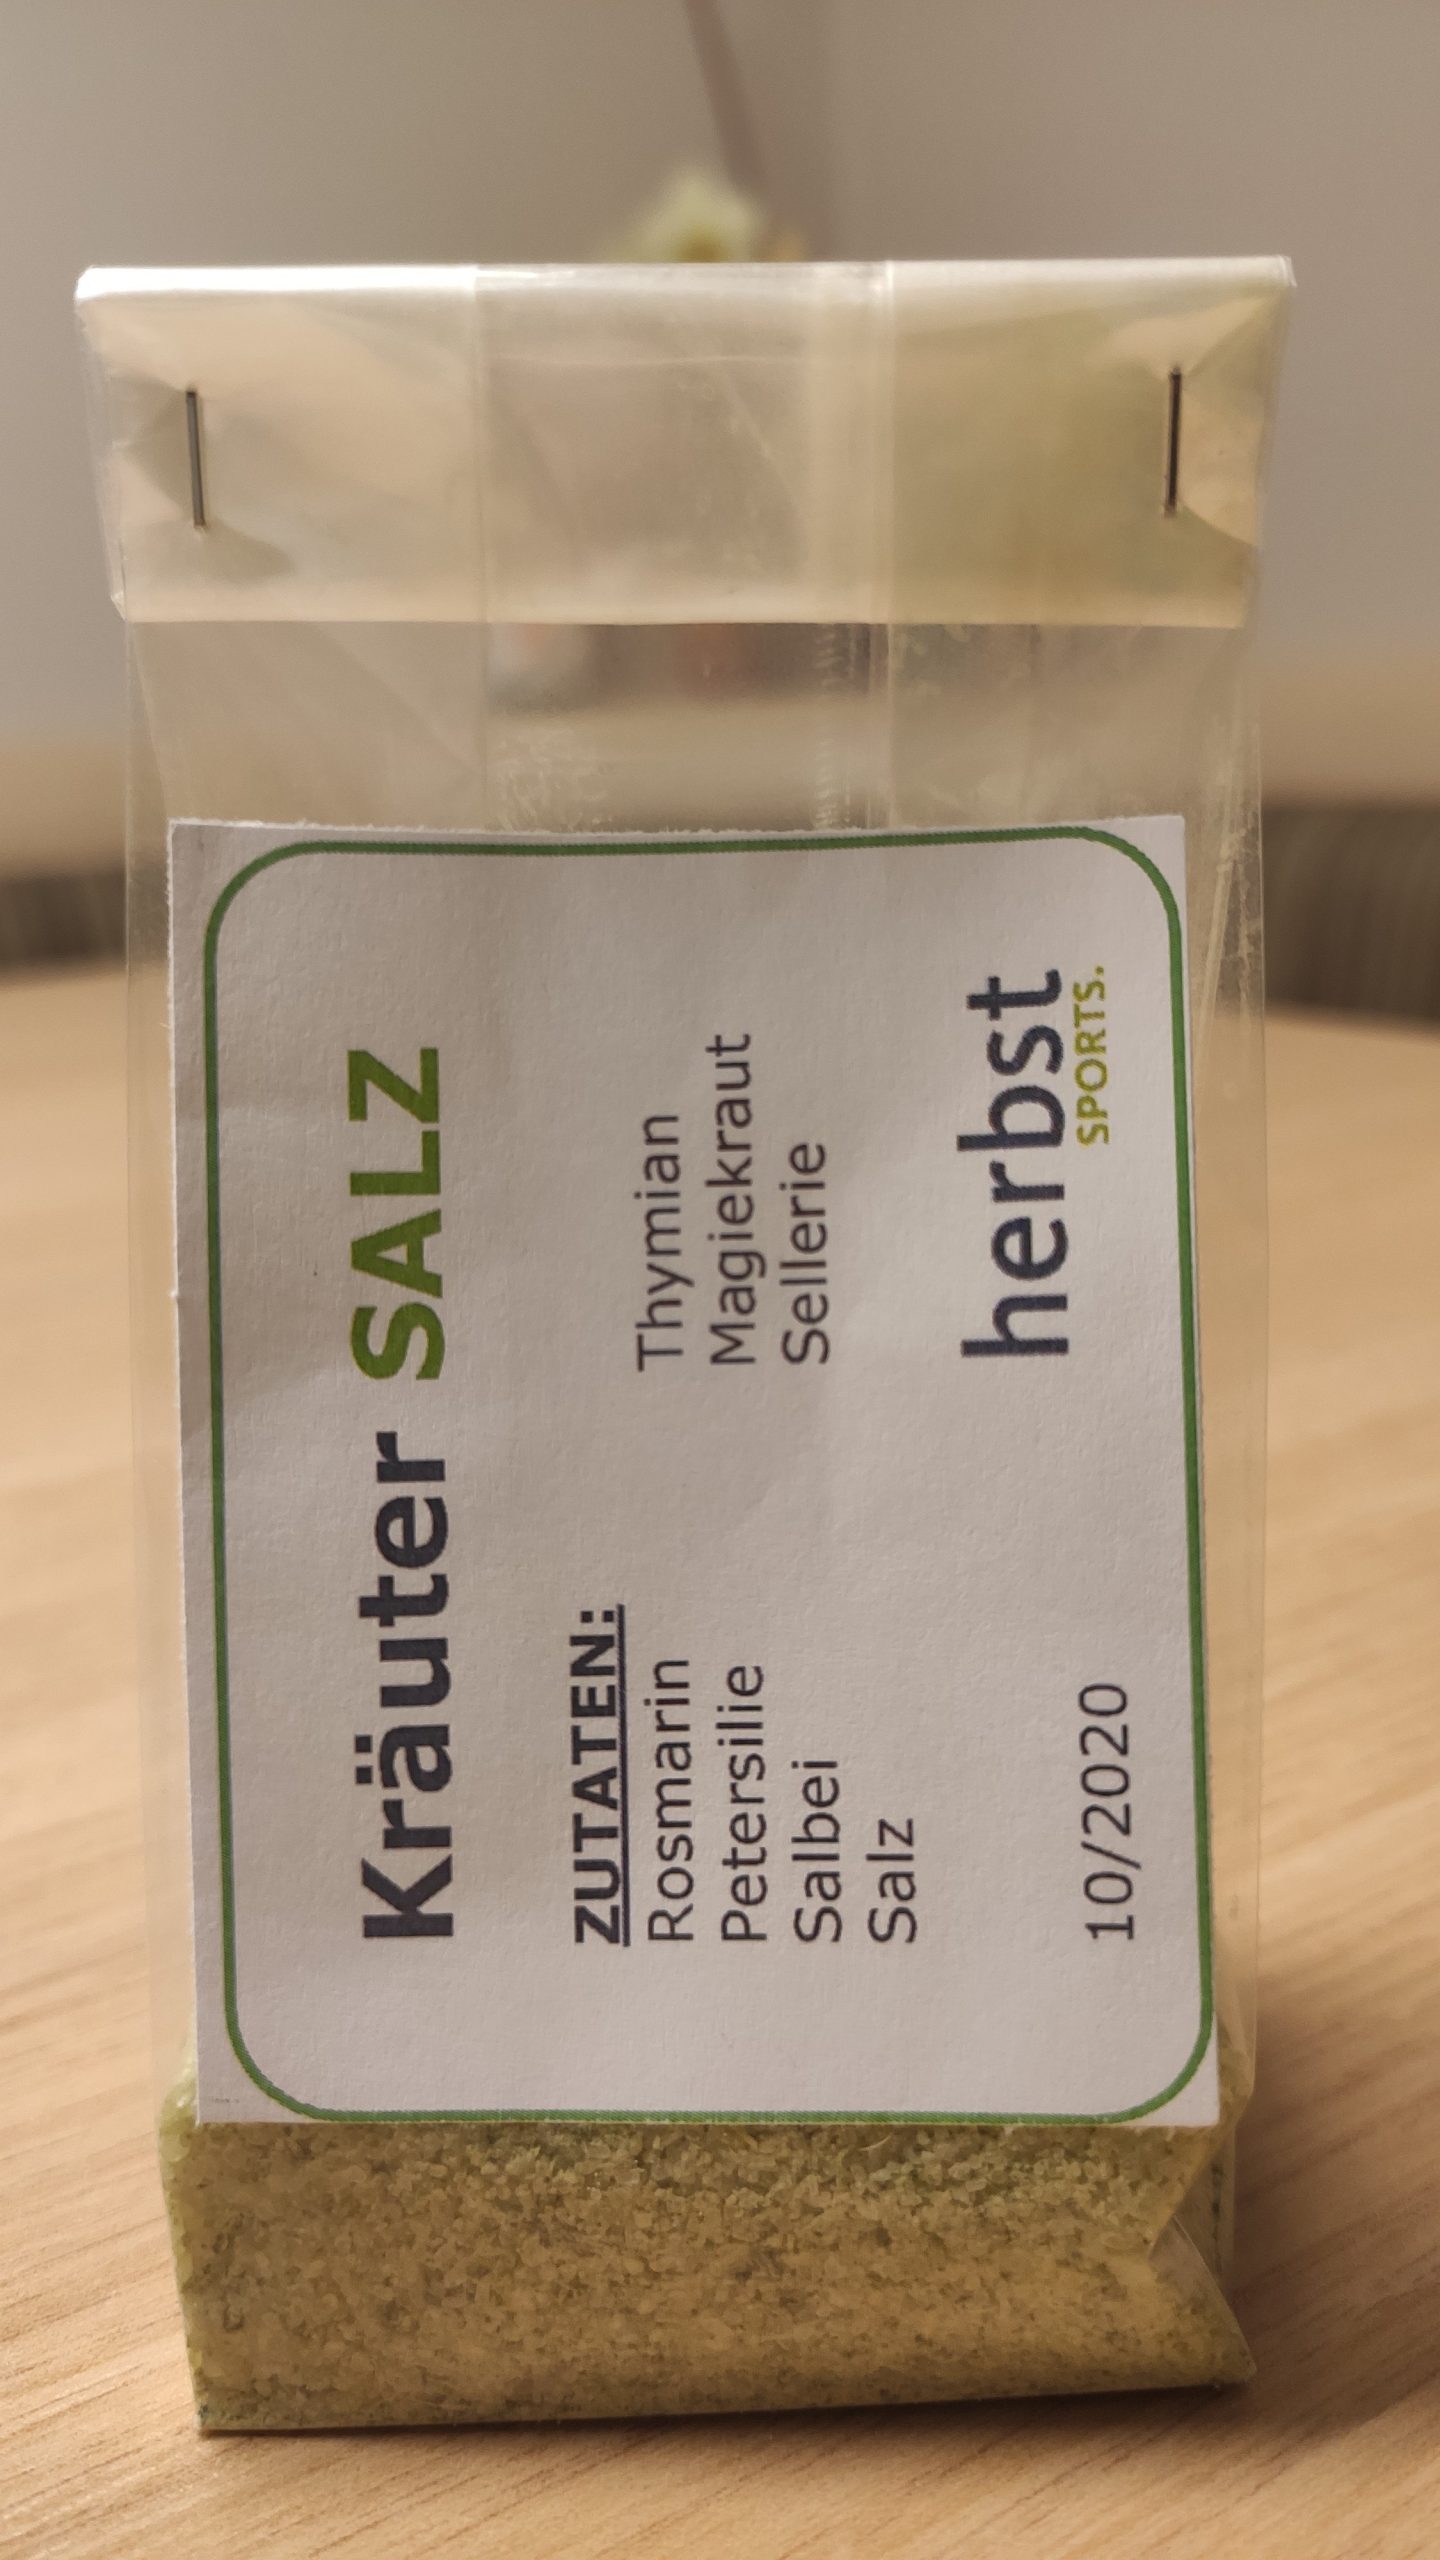 Kräuter SALZ
ZUTATEN:
Rosmarin
Petersilie
Salbei
Salz
Thymian
Magiekraut
Sellerie
10/2020
herbst
SPORTS.